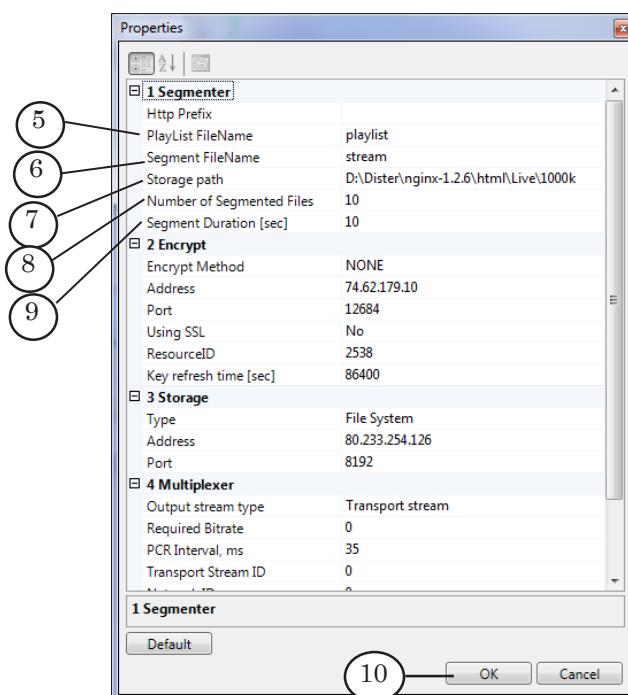 Properties
1 Segmenter
Http Prefix
5 PlayList FileName playlist
6 Segment FileName stream
7 Storage path D:\Dister\nginx-1.2.6\html\Live\1000k
8 Number of Segmented Files 10
9 Segment Duration [sec] 10
2 Encrypt
Encrypt Method NONE
Address 74.62.179.10
Port 12684
Using SSL No
ResourceID 2538
Key refresh time [sec] 86400
3 Storage
Type File System
Address 80.233.254.126
Port 8192
4 Multiplexer
Output stream type Transport stream
Required Bitrate 0
PCR Interval, ms 35
Transport Stream ID 0
1 Segmenter
Default
10 OK Cancel